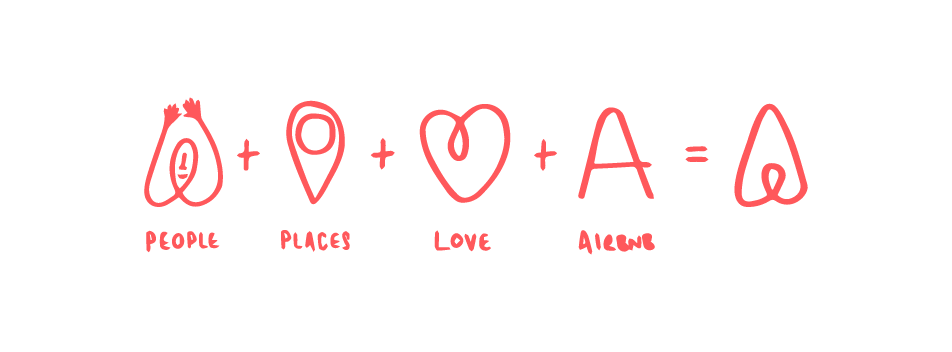 + + + A =
PEOPLE PLACES LOVE AIRBNB